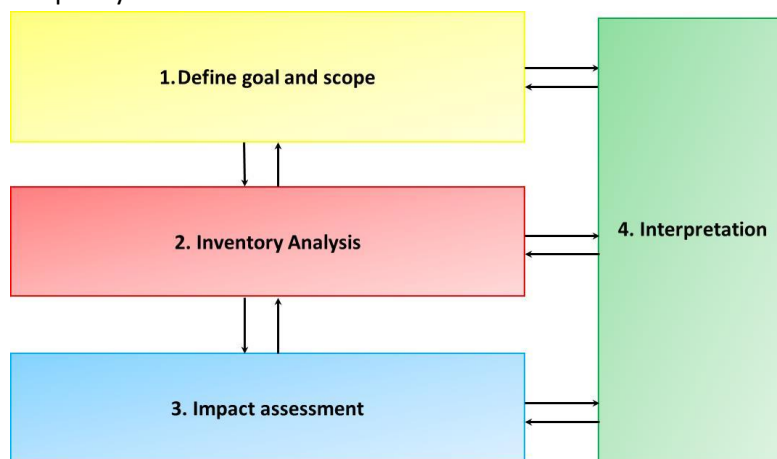 1.Define goal and scope
2. Inventory Analysis
4. Interpretation
3. Impact assessment